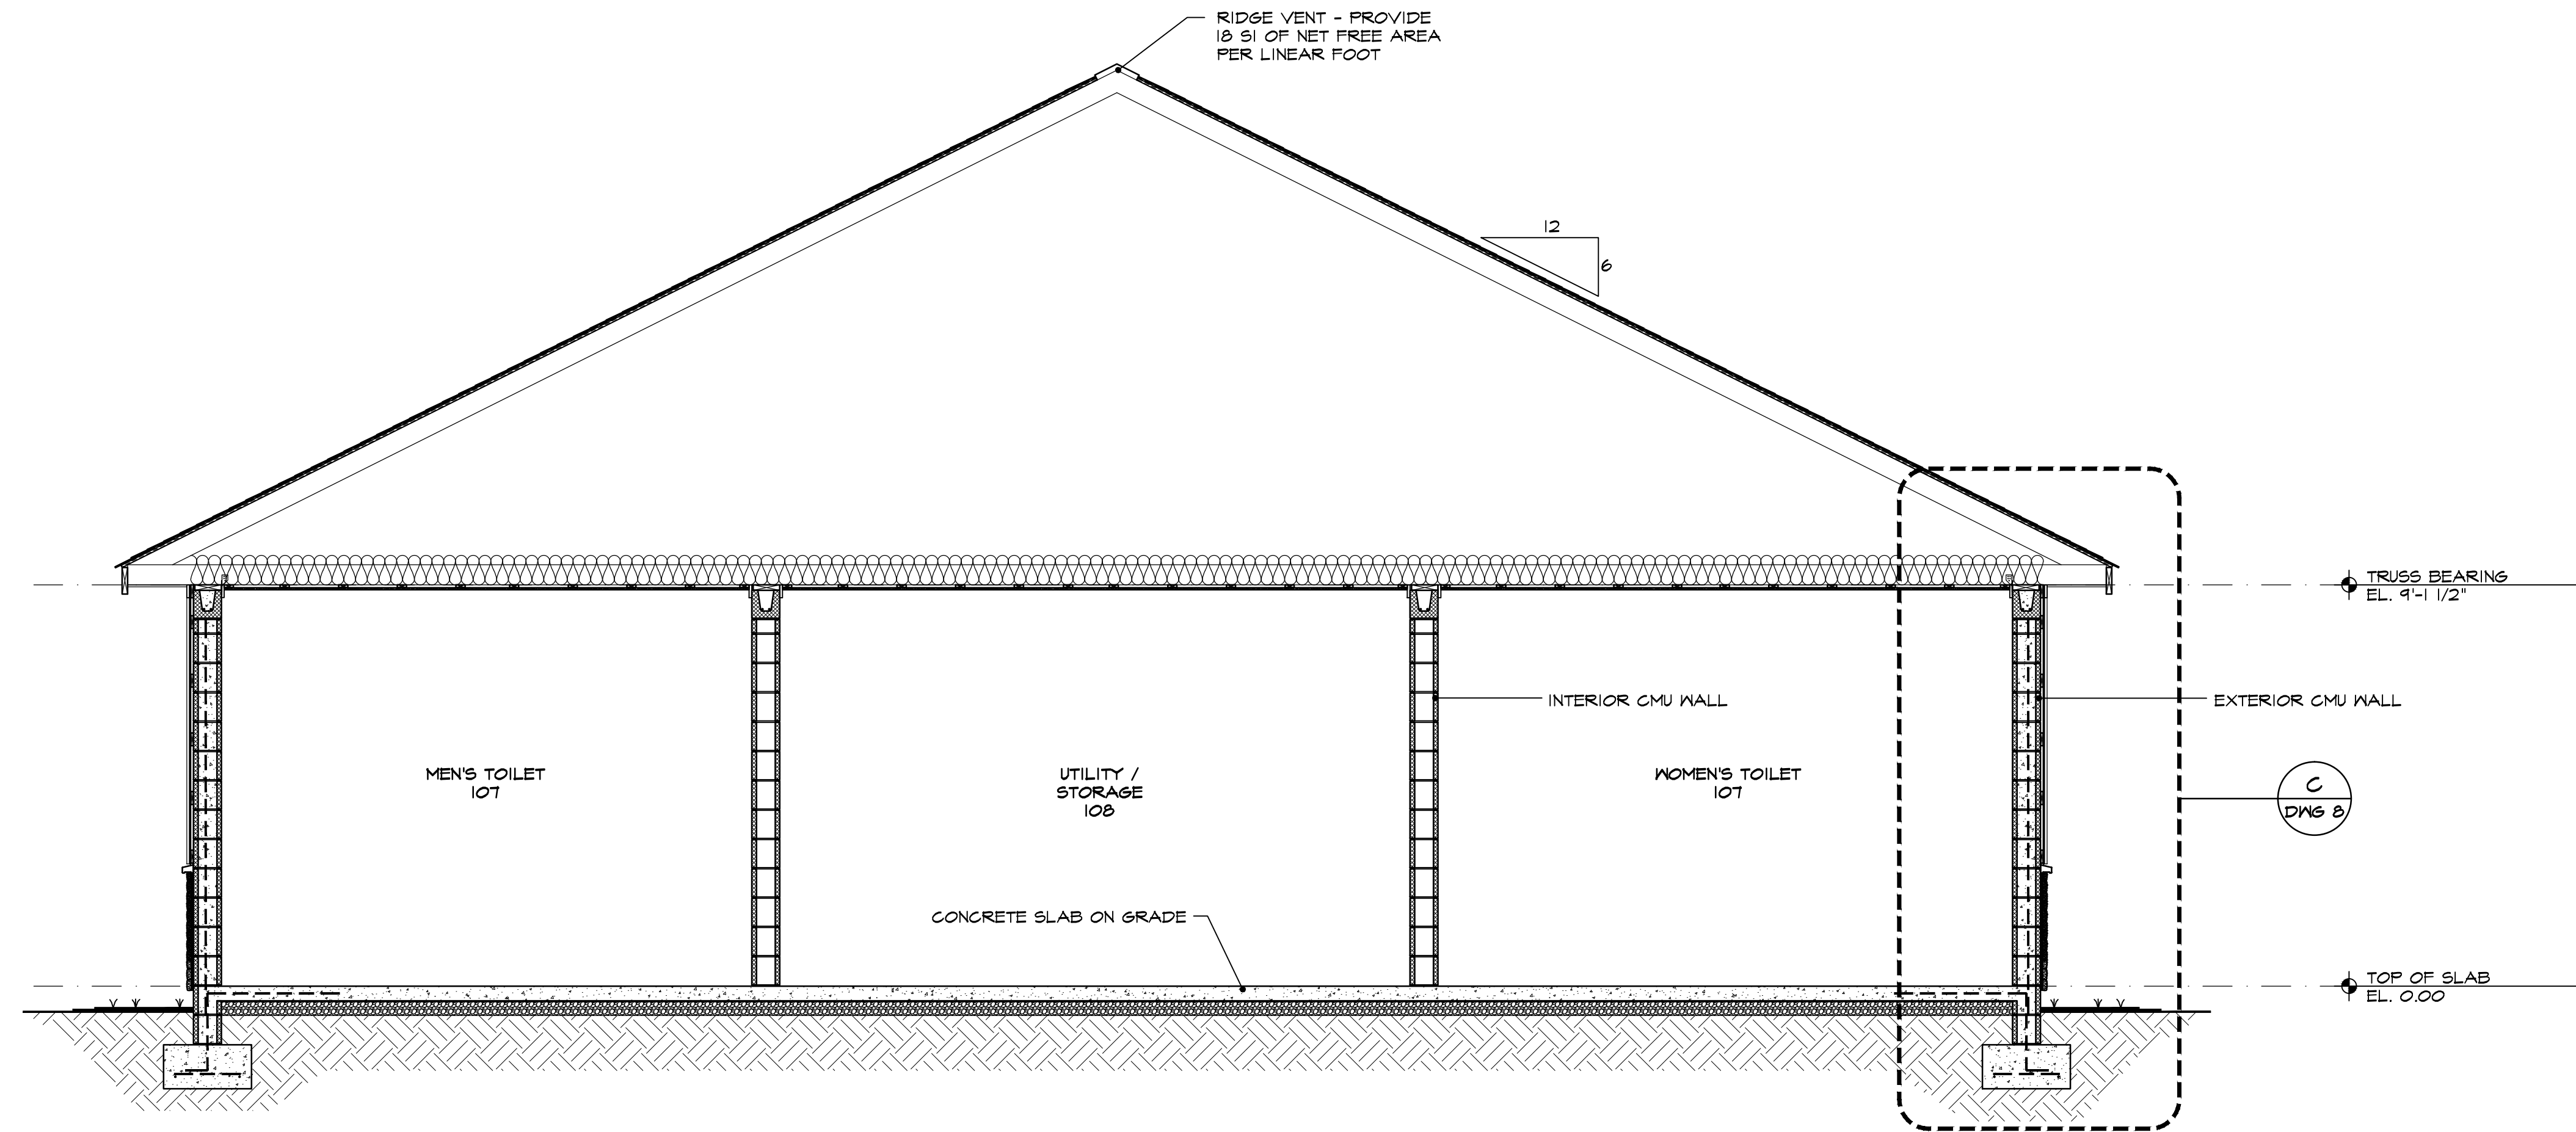 RIDGE VENT - PROVIDE
18 SI OF NET FREE AREA
PER LINEAR FOOT
12
6
TRUSS BEARING
EL. 9'-1 1/2"
INTERIOR CMU WALL
EXTERIOR CMU WALL
MEN'S TOILET
107
UTILITY /
STORAGE
108
WOMEN'S TOILET
107
C
DWG 8
CONCRETE SLAB ON GRADE
TOP OF SLAB
EL. 0.00